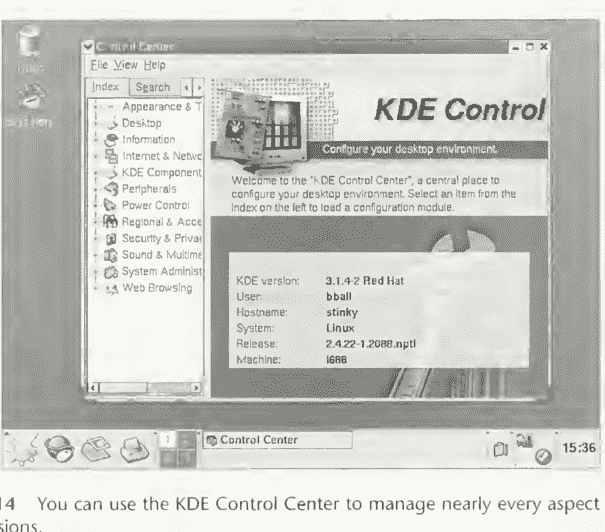 Control Center
File View Help
Index Search
KDE Control
Configure your desktop environment.
Appearance & T
Desktop
Information
Internet & Netwc
KDE Component
Peripherals
Power Control
Regional & Acce
Security & Privac
Sound & Multime
System Administ
Web Browsing
Welcome to the "KDE Control Center", a central place to
configure your desktop environment. Select an item from the
index on the left to load a configuration module.
KDE version: 3.1.4-2 Red Hat
User: bball
Hostname: stinky
System: Linux
Release: 2.4.22-1.2088.nptl
Machine: i686
1
Control Center
15:36
14 You can use the KDE Control Center to manage nearly every aspect
sions.